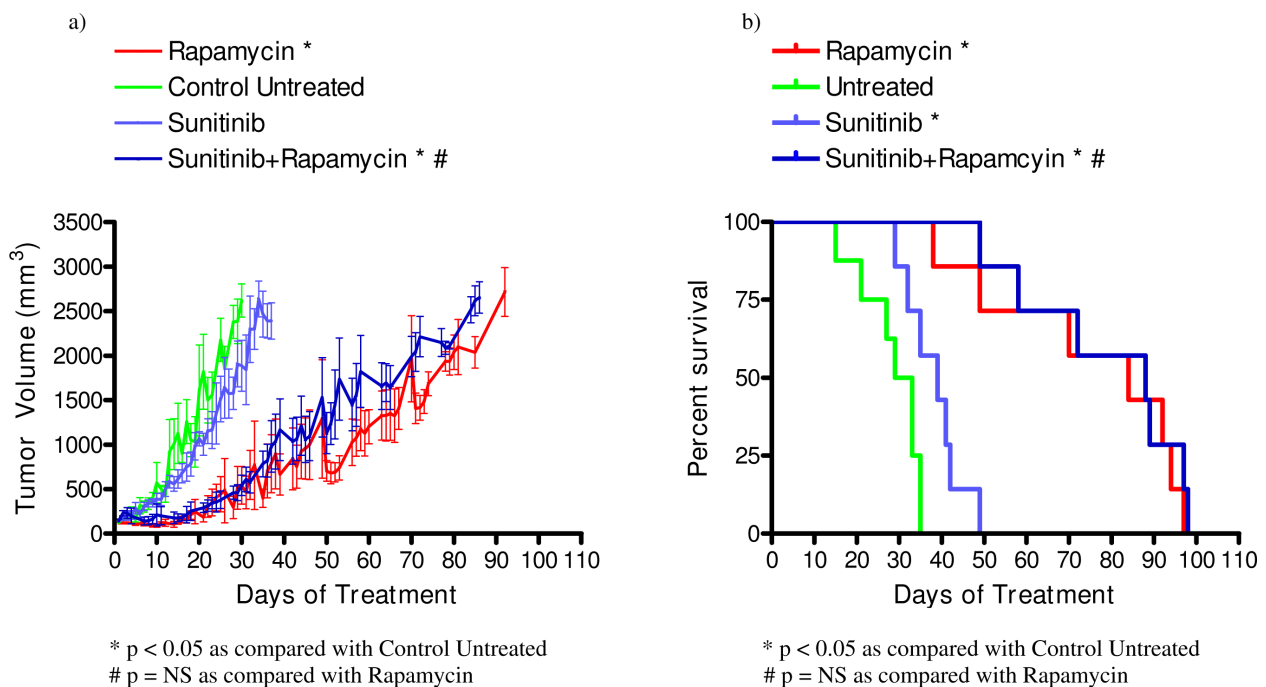 a)
Rapamycin *
Control Untreated
Sunitinib
Sunitinib+Rapamycin * #
Tumor Volume (mm³)
3500
3000
2500
2000
1500
1000
500
0
0 10 20 30 40 50 60 70 80 90 100 110
Days of Treatment
* p < 0.05 as compared with Control Untreated
# p = NS as compared with Rapamycin
b)
Rapamycin *
Untreated
Sunitinib *
Sunitinib+Rapamcyin * #
Percent survival
100
75
50
25
0
0 10 20 30 40 50 60 70 80 90 100 110
Days of Treatment
* p < 0.05 as compared with Control Untreated
# p = NS as compared with Rapamycin